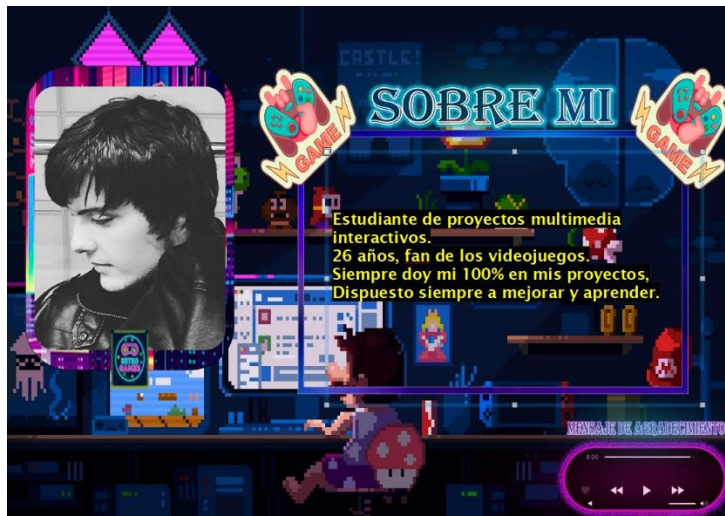 CASTLE!
SOBRE MI
GAME
GAME
Estudiante de proyectos multimedia
interactivos.
26 años, fan de los videojuegos.
Siempre doy mi 100% en mis proyectos,
Dispuesto siempre a mejorar y aprender.
RETRO
GAMES
MENSAJE DE AGRADECIMIENTO
0:00